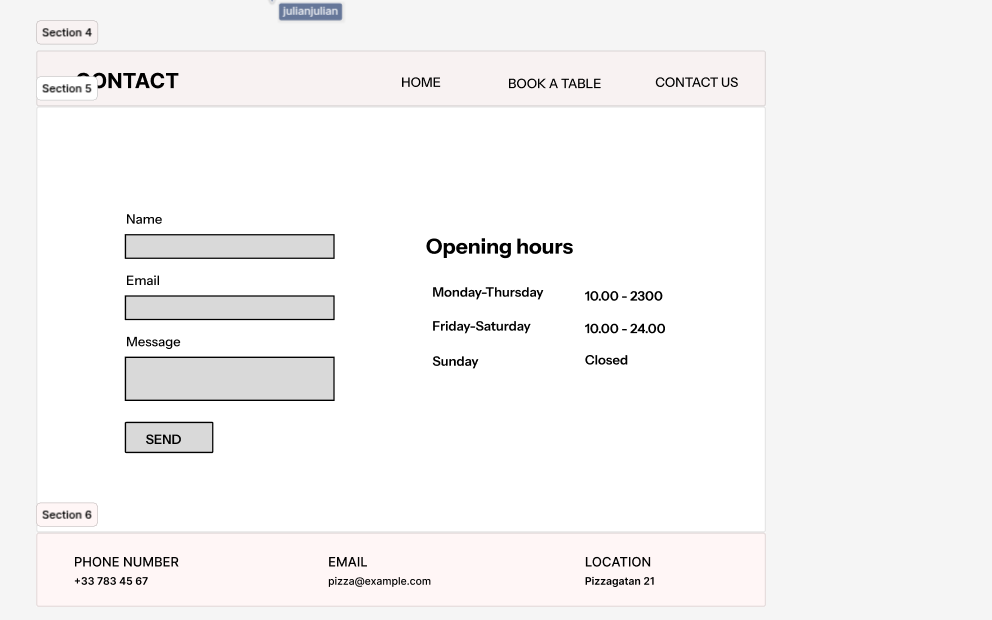 julianjulian
Section 4
CONTACT
HOME
BOOK A TABLE
CONTACT US
Section 5
Name
Email
Message
SEND
Opening hours
Monday-Thursday 10.00 - 2300
Friday-Saturday 10.00 - 24.00
Sunday Closed
Section 6
PHONE NUMBER
+33 783 45 67
EMAIL
pizza@example.com
LOCATION
Pizzagatan 21